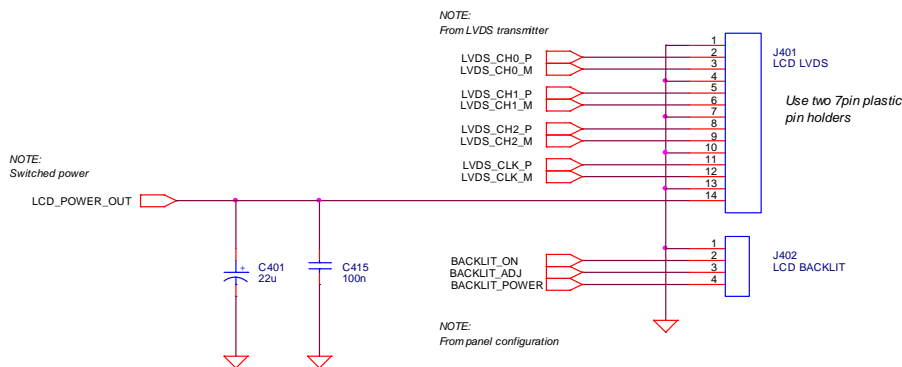 NOTE:
From LVDS transmitter
LVDS_CH0_P
LVDS_CH0_M
LVDS_CH1_P
LVDS_CH1_M
LVDS_CH2_P
LVDS_CH2_M
LVDS_CLK_P
LVDS_CLK_M
1
2
3
4
5
6
7
8
9
10
11
12
13
14
J401
LCD LVDS
Use two 7pin plastic
pin holders
NOTE:
Switched power
LCD_POWER_OUT
+
C401
22u
C415
100n
BACKLIT_ON
BACKLIT_ADJ
BACKLIT_POWER
1
2
3
4
J402
LCD BACKLIT
NOTE:
From panel configuration